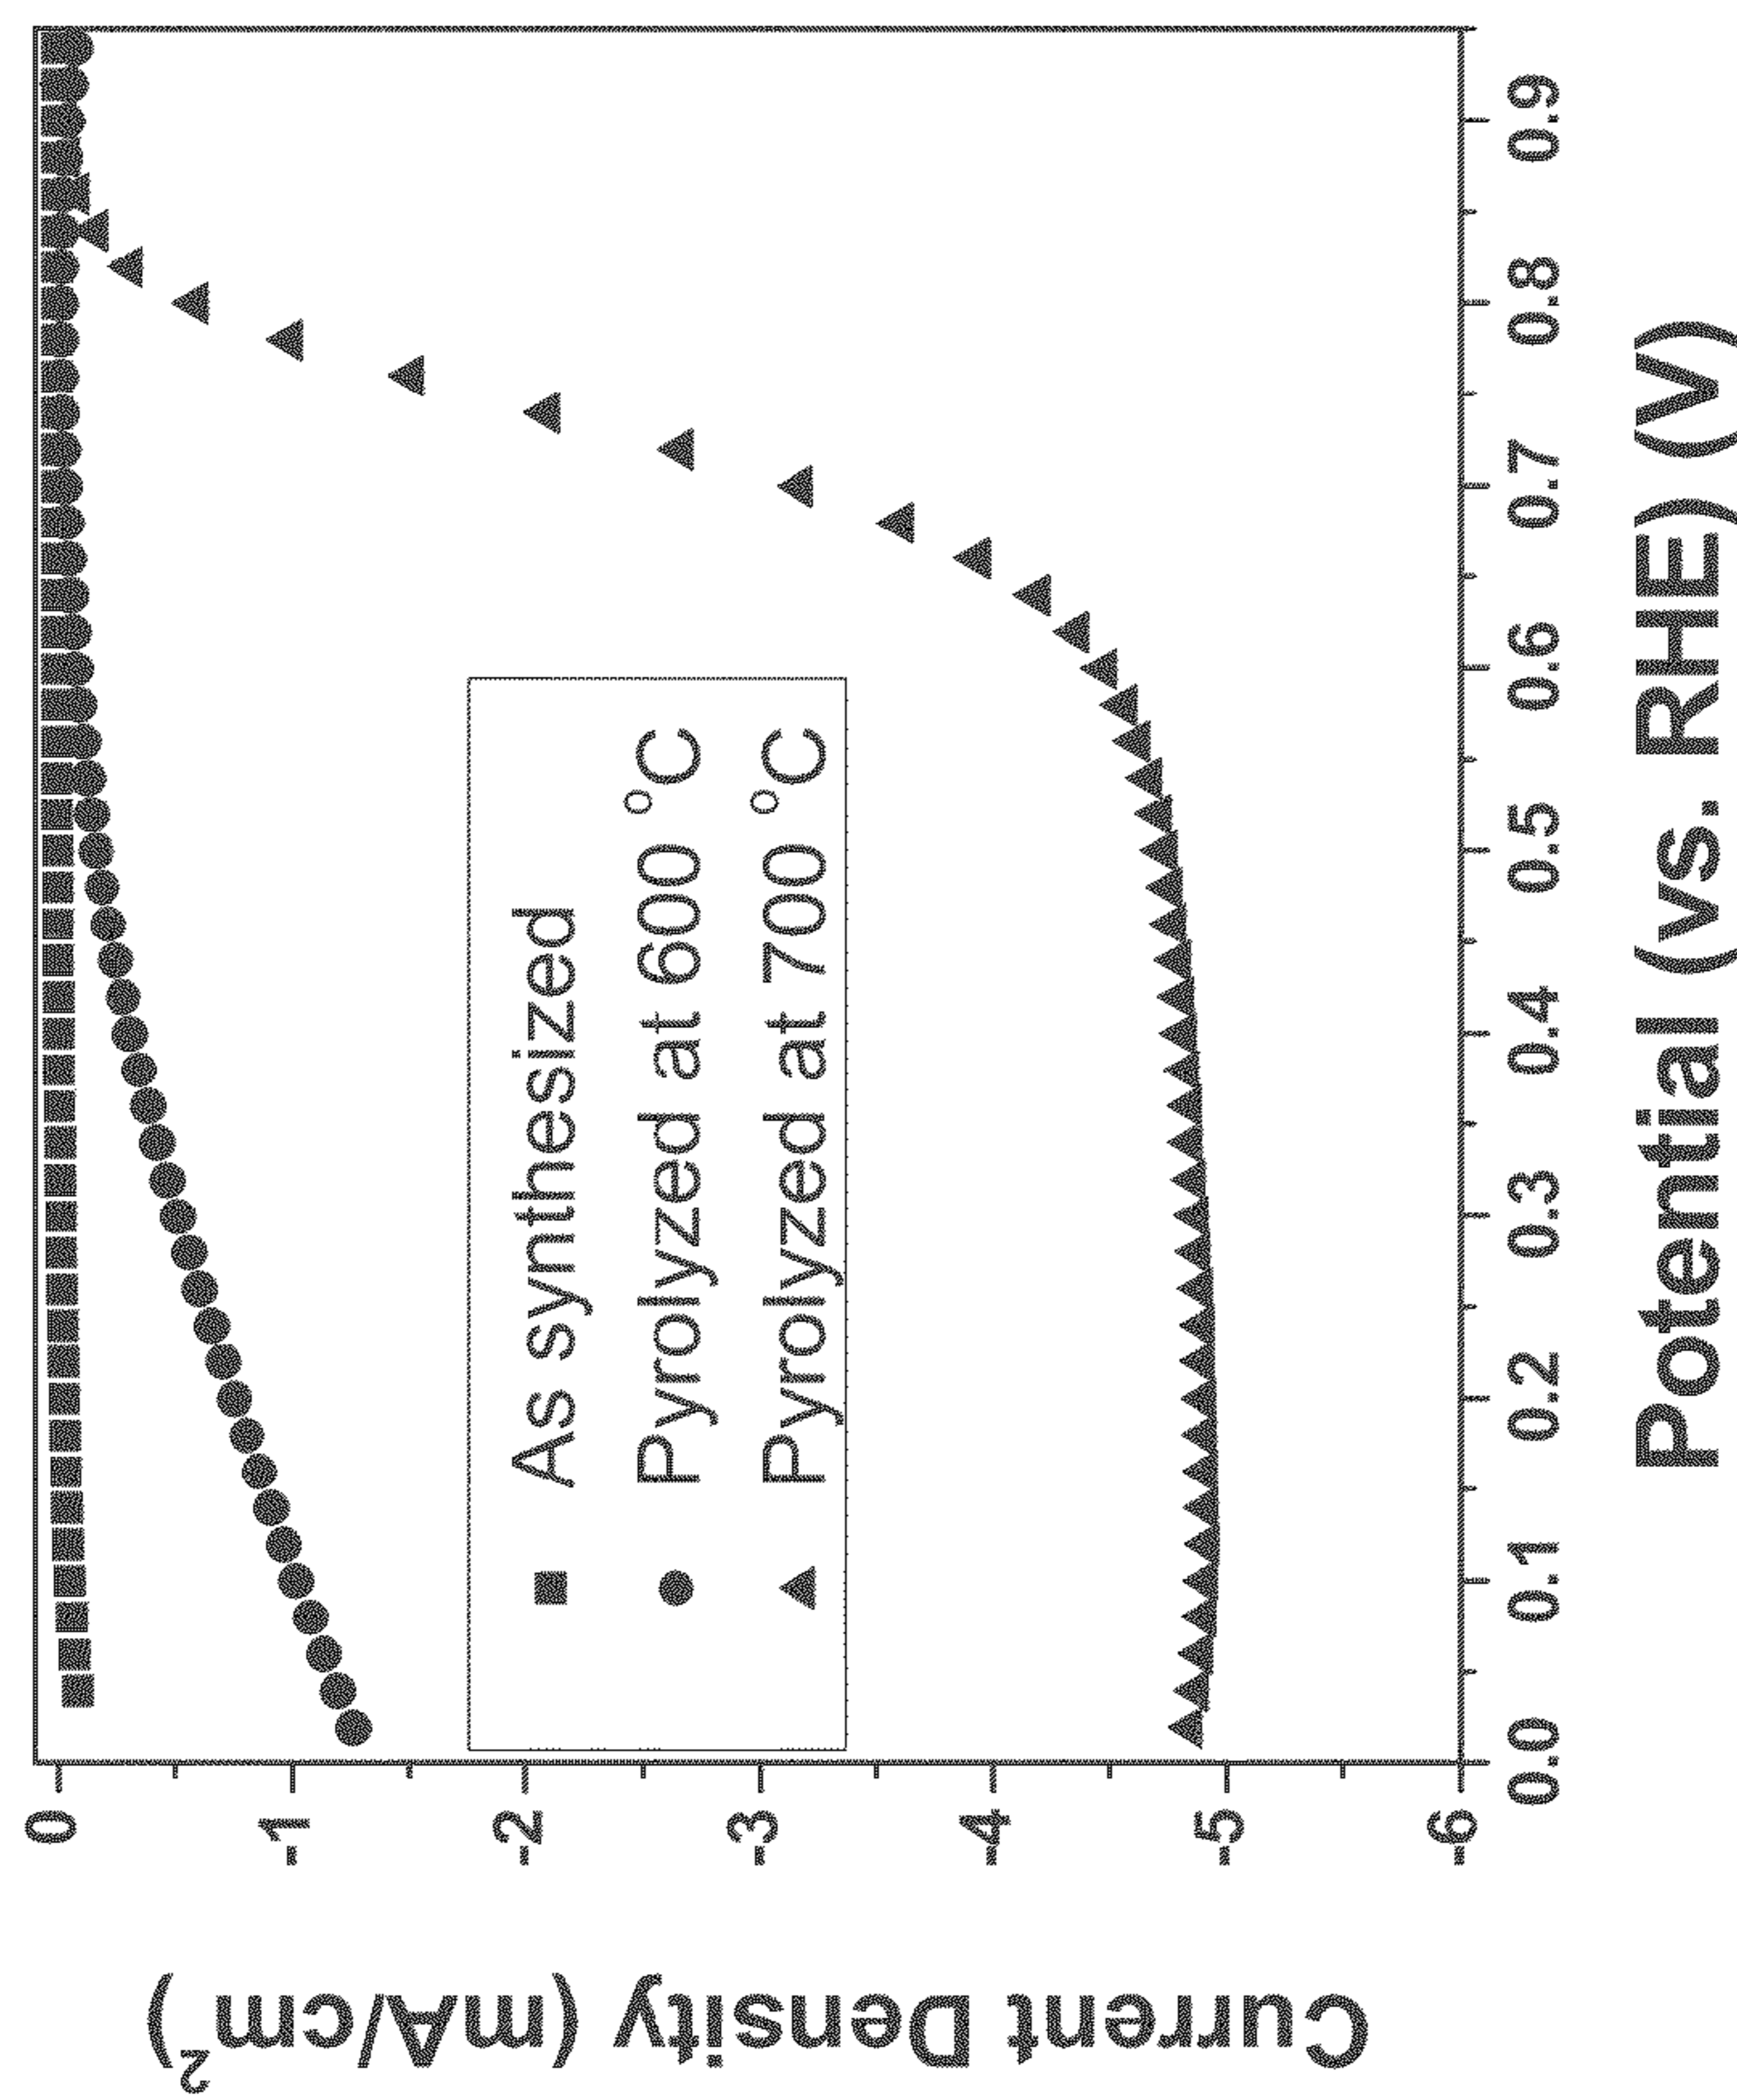 Current Density (mA/cm²)
0
-1
-2
-3
-4
-5
-6
As synthesized
Pyrolyzed at 600 °C
Pyrolyzed at 700 °C
0.0 0.1 0.2 0.3 0.4 0.5 0.6 0.7 0.8 0.9
Potential (vs. RHE) (V)